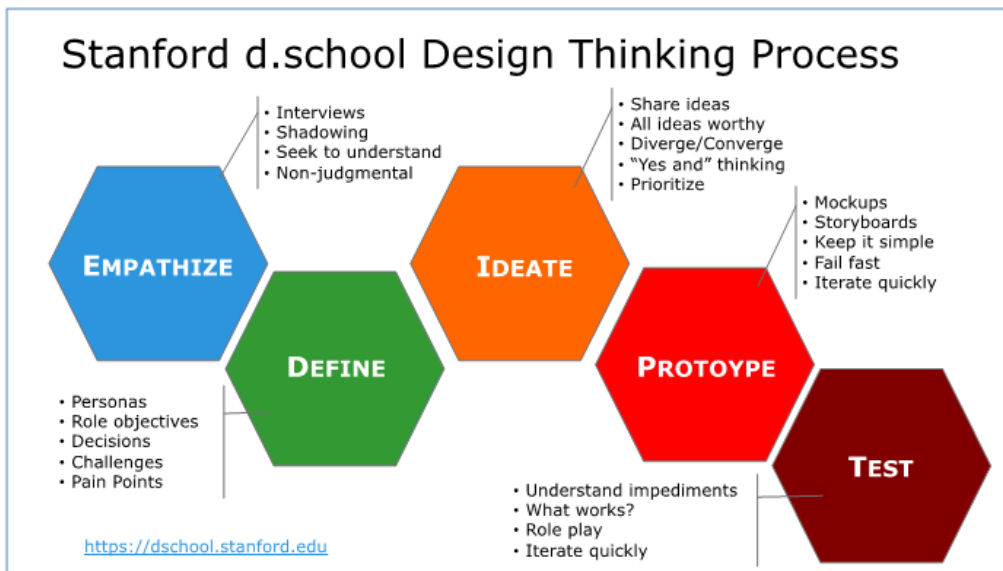 Stanford d.school Design Thinking Process
• Interviews
• Shadowing
• Seek to understand
• Non-judgmental
• Share ideas
• All ideas worthy
• Diverge/Converge
• “Yes and” thinking
• Prioritize
• Mockups
• Storyboards
• Keep it simple
• Fail fast
• Iterate quickly
EMPATHIZE
DEFINE
IDEATE
PROTOYPE
TEST
• Personas
• Role objectives
• Decisions
• Challenges
• Pain Points
• Understand impediments
• What works?
• Role play
• Iterate quickly
https://dschool.stanford.edu